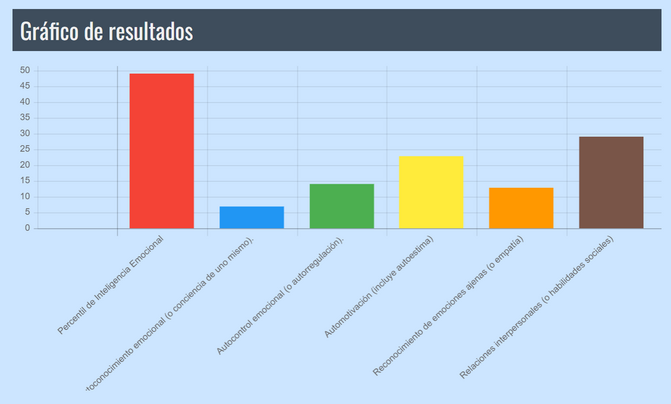 Gráfico de resultados
50
45
40
35
30
25
20
15
10
5
0
Percentil de Inteligencia Emocional
toconocimiento emocional (o conciencia de uno mismo).
Autocontrol emocional (o autorregulación).
Automotivación (incluye autoestima)
Reconocimiento de emociones ajenas (o empatía)
Relaciones interpersonales (o habilidades sociales)